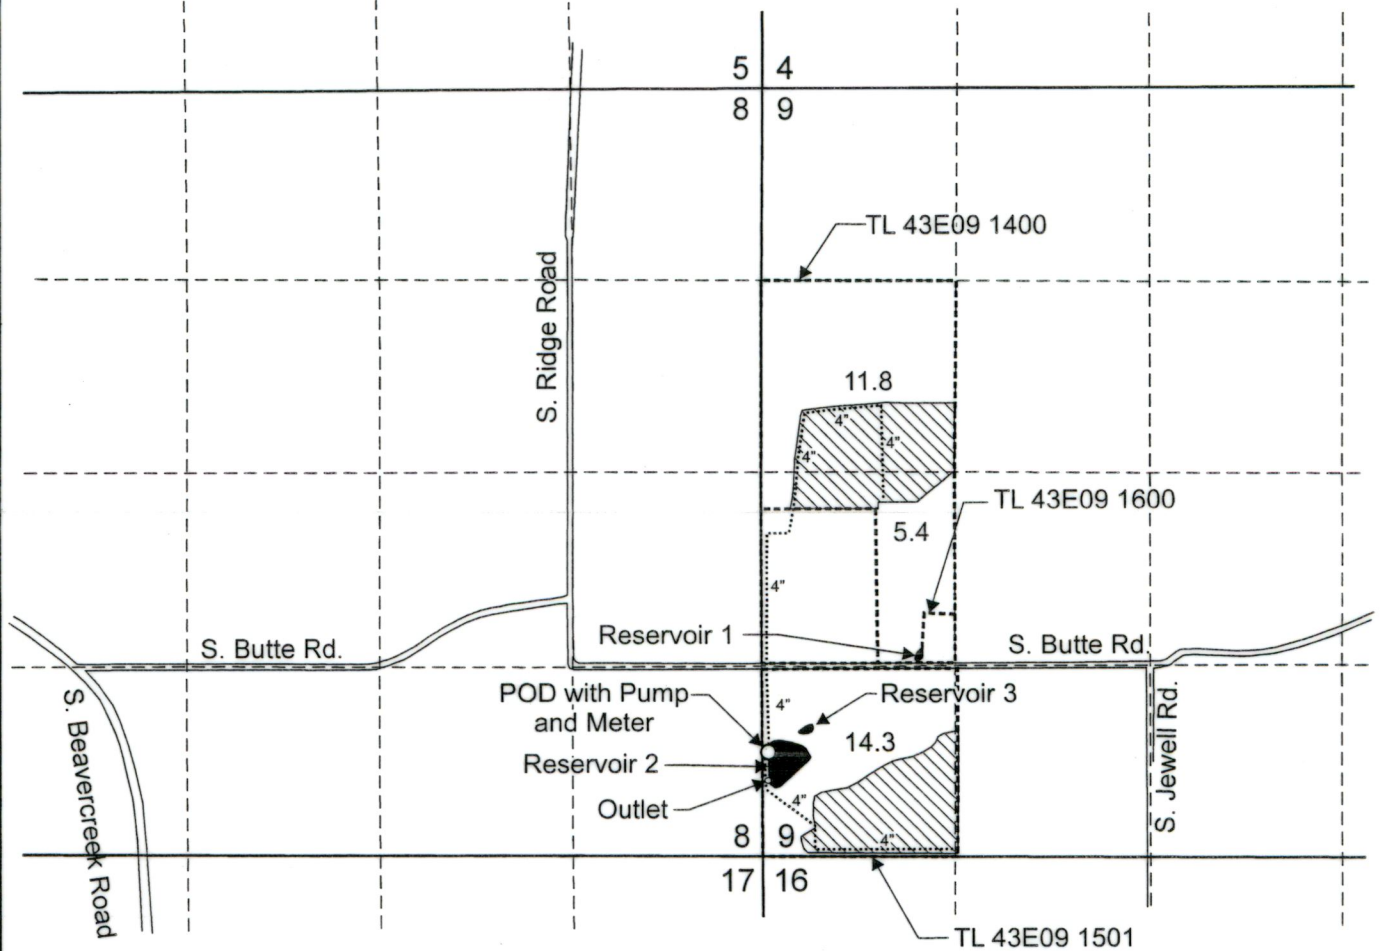 5 4
8 9
TL 43E09 1400
S. Ridge Road
11.8
4"
4"
4"
TL 43E09 1600
5.4
4"
Reservoir 1
S. Butte Rd.
S. Butte Rd.
POD with Pump
and Meter
4"
Reservoir 3
Reservoir 2
14.3
Outlet
4"
4"
S. Beavercreek Road
S. Jewell Rd.
8 9
17 16
TL 43E09 1501